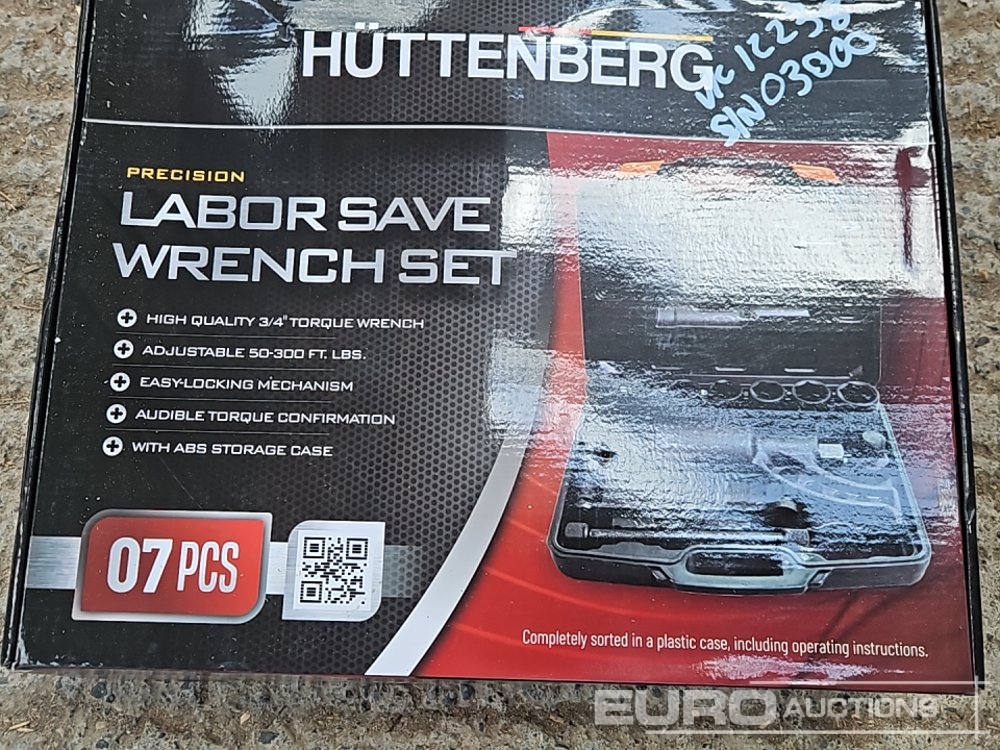 HÜTTENBERG
S/N 03000
PRECISION
LABOR SAVE
WRENCH SET
HIGH QUALITY 3/4" TORQUE WRENCH
ADJUSTABLE 50-300 FT. LBS.
EASY-LOCKING MECHANISM
AUDIBLE TORQUE CONFIRMATION
WITH ABS STORAGE CASE
07 PCS
Completely sorted in a plastic case, including operating instructions.
EURO AUCTIONS